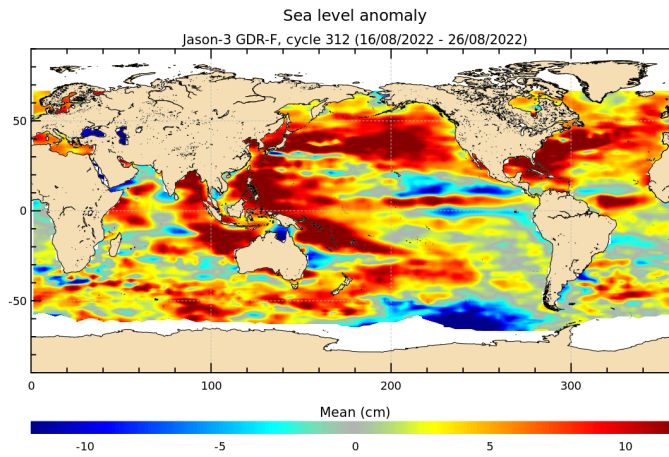 Sea level anomaly
Jason-3 GDR-F, cycle 312 (16/08/2022 - 26/08/2022)
50
0
-50
0 100 200 300
Mean (cm)
-10 -5 0 5 10